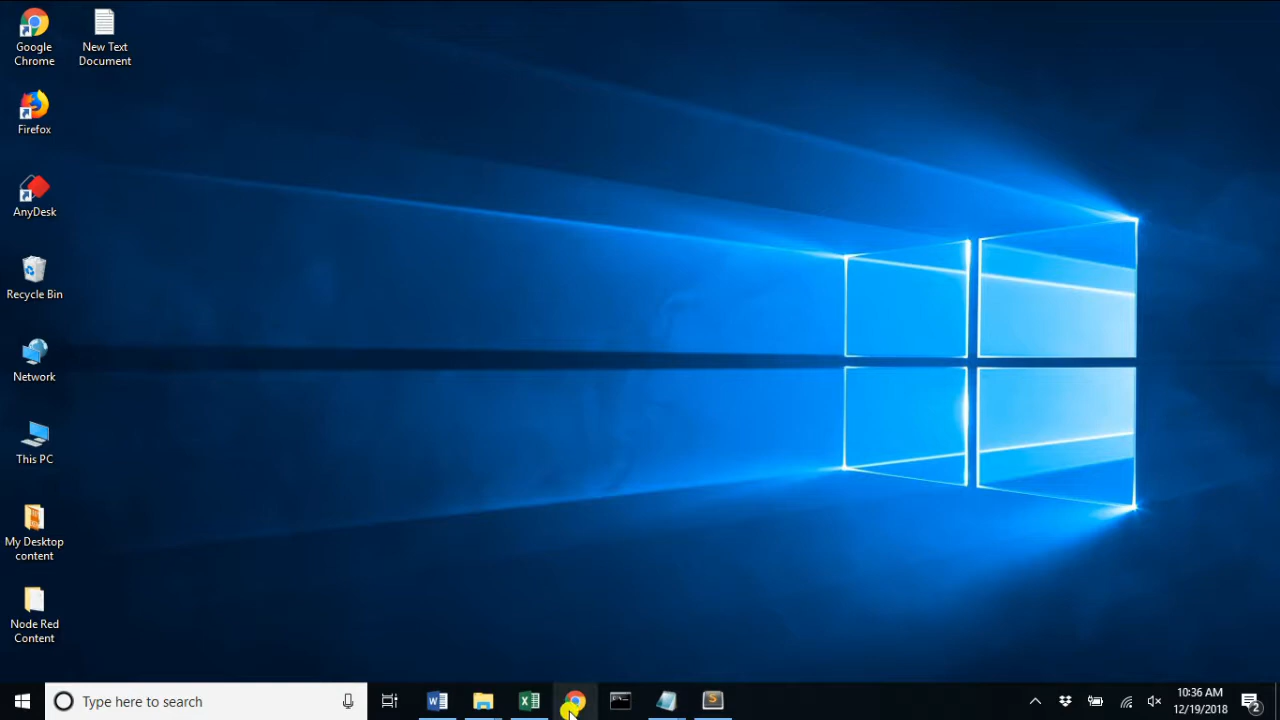 Google
Chrome
New Text
Document
Firefox
AnyDesk
Recycle Bin
Network
This PC
My Desktop
content
Node Red
Content
Type here to search
W
X
S
10:36 AM
12/19/2018
2